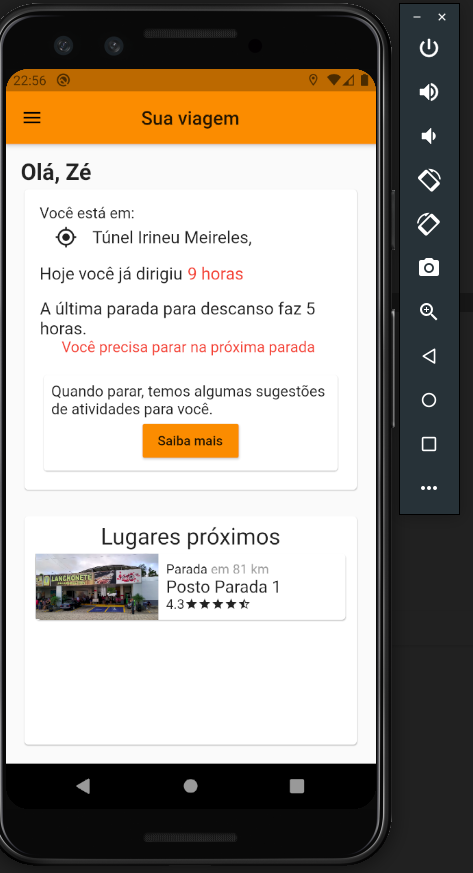 22:56
Sua viagem
Olá, Zé
Você está em:
Túnel Irineu Meireles,
Hoje você já dirigiu 9 horas
A última parada para descanso faz 5
horas.
Você precisa parar na próxima parada
Quando parar, temos algumas sugestões
de atividades para você.
Saiba mais
Lugares próximos
LANCHONETE
Parada em 81 km
Posto Parada 1
4.3